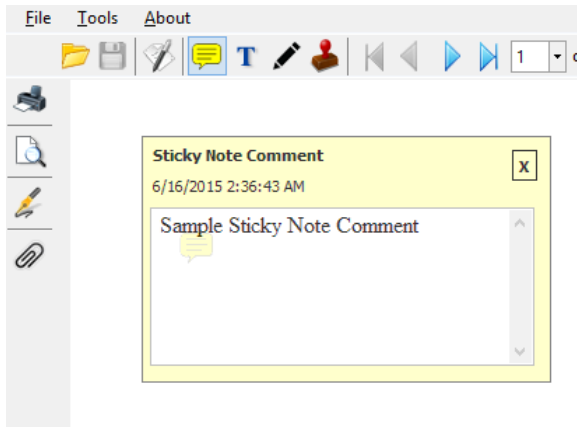 File Tools About
T 1
Sticky Note Comment
X
6/16/2015 2:36:43 AM
Sample Sticky Note Comment